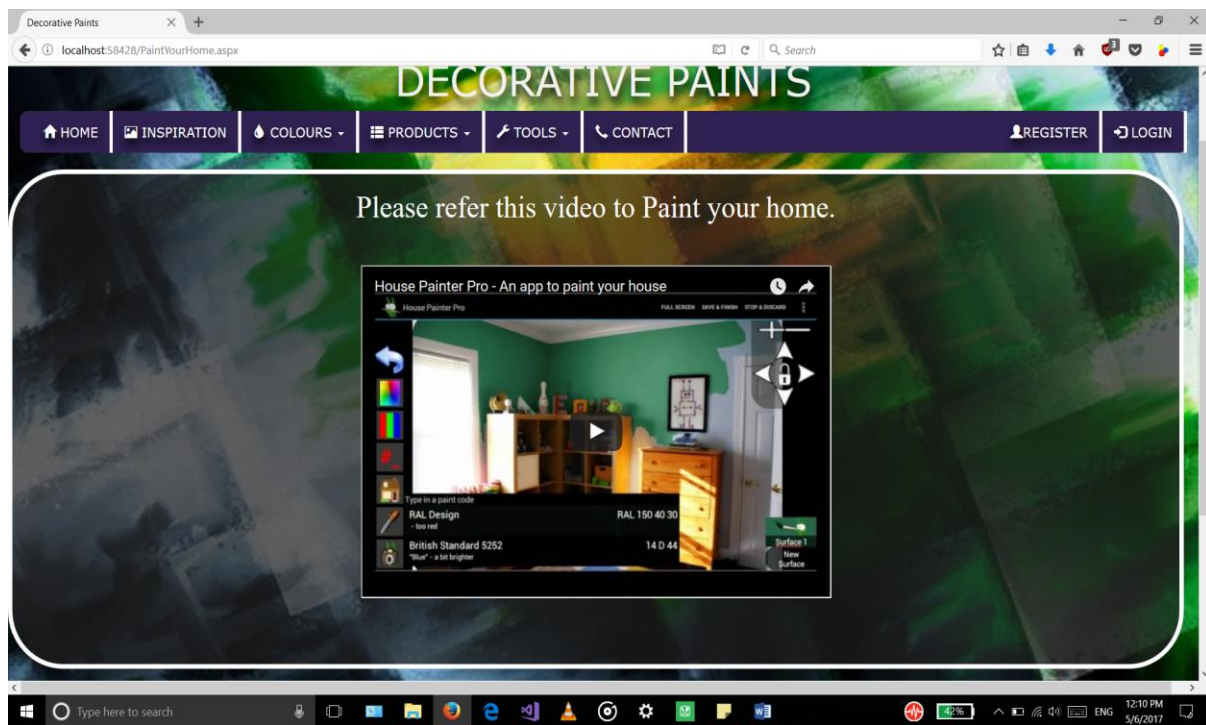 Decorative Paints
localhost:58428/PaintYourHome.aspx
Search
3
DECORATIVE PAINTS
HOME INSPIRATION COLOURS PRODUCTS TOOLS CONTACT REGISTER LOGIN
Please refer this video to Paint your home.
House Painter Pro - An app to paint your house
House Painter Pro FULL SCREEN SAVE & FINISH STOP & DISCARD
Type in a paint code
RAL Design RAL 150 40 30
- too red
British Standard 5252 14 D 44
"Blue" - a bit brighter
Surface 1
New
Surface
Type here to search
42%
ENG
12:10 PM
5/6/2017